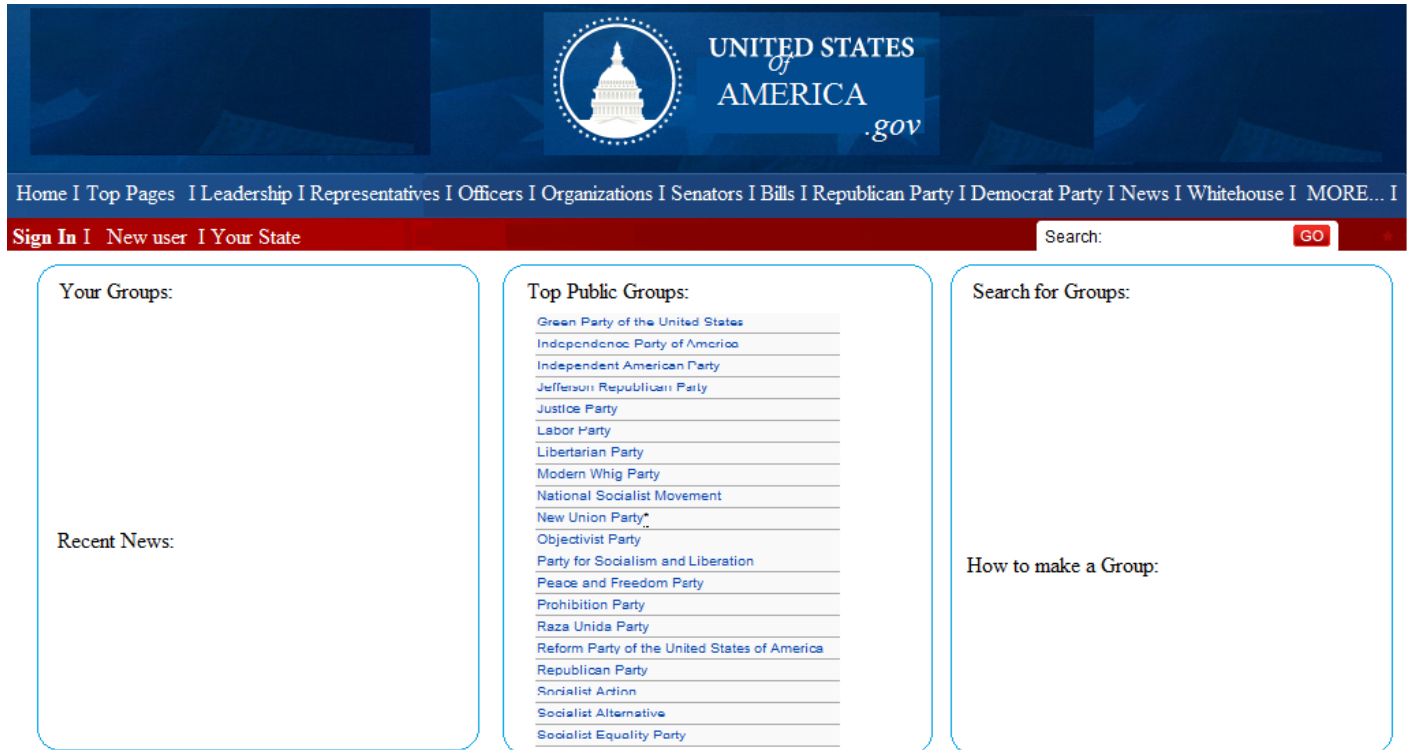 UNITED STATES
Of
AMERICA
.gov
Home I Top Pages I Leadership I Representatives I Officers I Organizations I Senators I Bills I Republican Party I Democrat Party I News I Whitehouse I MORE... I
Sign In I New user I Your State
Search: GO
Your Groups:
Recent News:
Top Public Groups:
Green Party of the United States
Independence Party of America
Independent American Party
Jefferson Republican Party
Justice Party
Labor Party
Libertarian Party
Modern Whig Party
National Socialist Movement
New Union Party*
Objectivist Party
Party for Socialism and Liberation
Peace and Freedom Party
Prohibition Party
Raza Unida Party
Reform Party of the United States of America
Republican Party
Socialist Action
Socialist Alternative
Socialist Equality Party
Search for Groups:
How to make a Group: